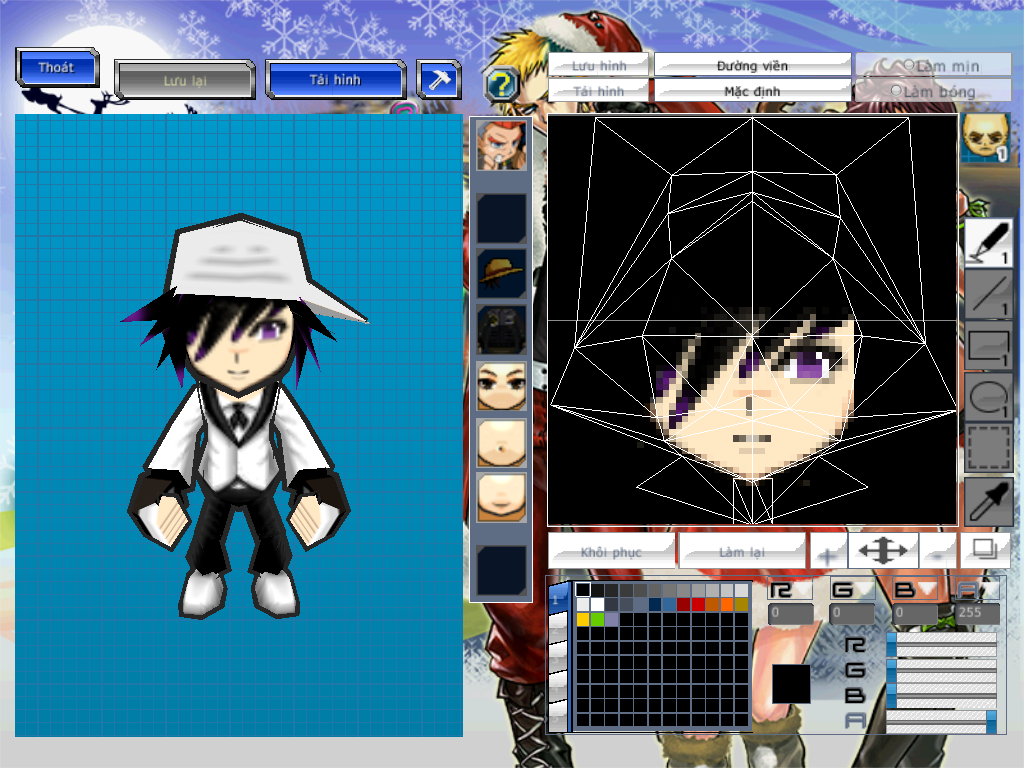 Thoát
Lưu lại
Tải hình
?
Lưu hình
Đường viền
Làm mịn
Tải hình
Mặc định
Làm bóng
1
1
1
1
1
Khôi phục
Làm lại
+
-
1
R G B A
0 0 0 255
R
G
B
A